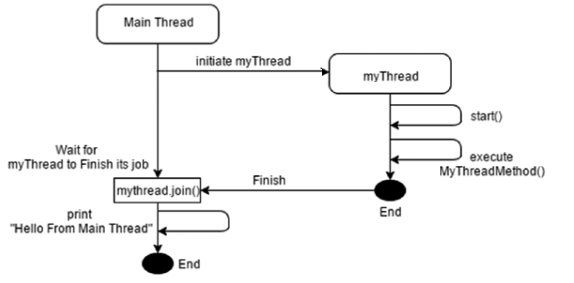 Main Thread
initiate myThread
myThread
start()
execute
MyThreadMethod()
Wait for
myThread to Finish its job
mythread.join()
Finish
End
print
"Hello From Main Thread"
End